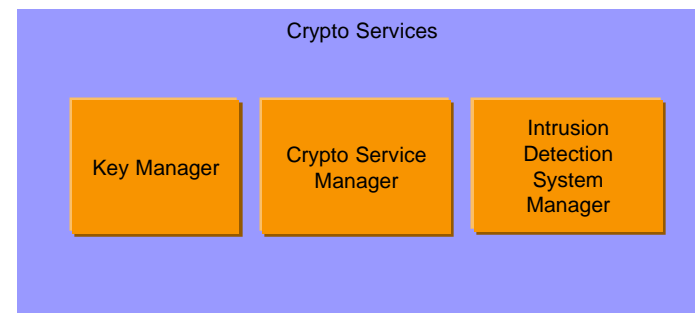 Crypto Services
Key Manager
Crypto Service
Manager
Intrusion
Detection
System
Manager